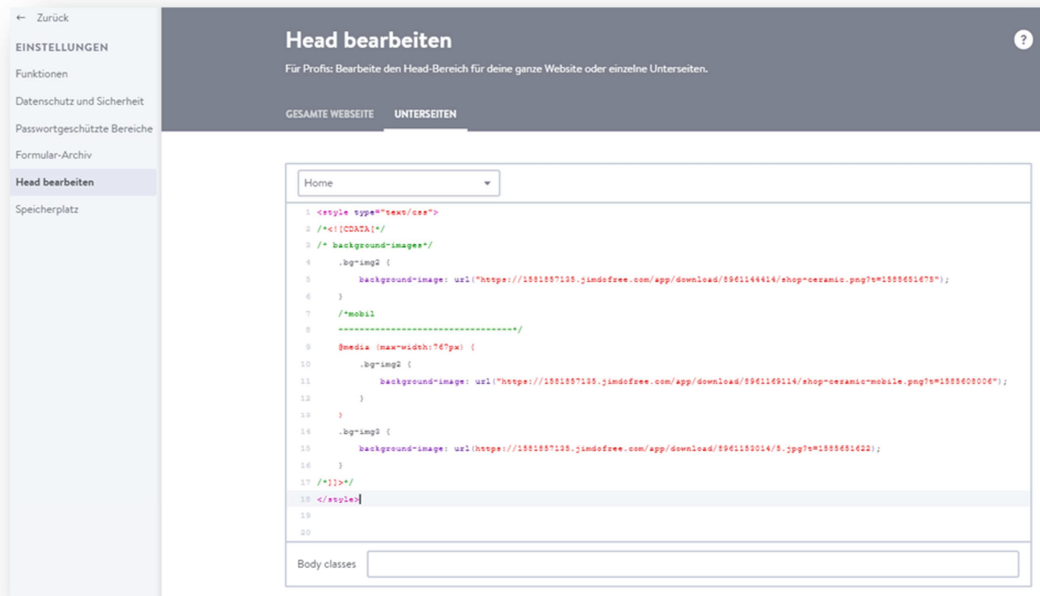 ← Zurück
EINSTELLUNGEN
Funktionen
Datenschutz und Sicherheit
Passwortgeschützte Bereiche
Formular-Archiv
Head bearbeiten
Speicherplatz
Head bearbeiten
?
Für Profis: Bearbeite den Head-Bereich für deine ganze Website oder einzelne Unterseiten.
GESAMTE WEBSEITE UNTERSEITEN
Home
1 <style type="text/css">
2 /*<![CDATA[*/
3 /* background-images*/
4 .bg-img2 {
5 background-image: url("https://1581857135.jimdofree.com/app/download/8961144414/shop-ceramic.png?t=1585651675");
6 }
7 /*mobil
8 ---------------------------------*/
9 @media (max-width:767px) {
10 .bg-img2 {
11 background-image: url("https://1581857135.jimdofree.com/app/download/8961169114/shop-ceramic-mobile.png?t=1585608006");
12 }
13 }
14 .bg-img3 {
15 background-image: url(https://1581857135.jimdofree.com/app/download/8961153014/5.jpg?t=1585651622);
16 }
17 /*]]>*/
18 </style>
19
20
Body classes